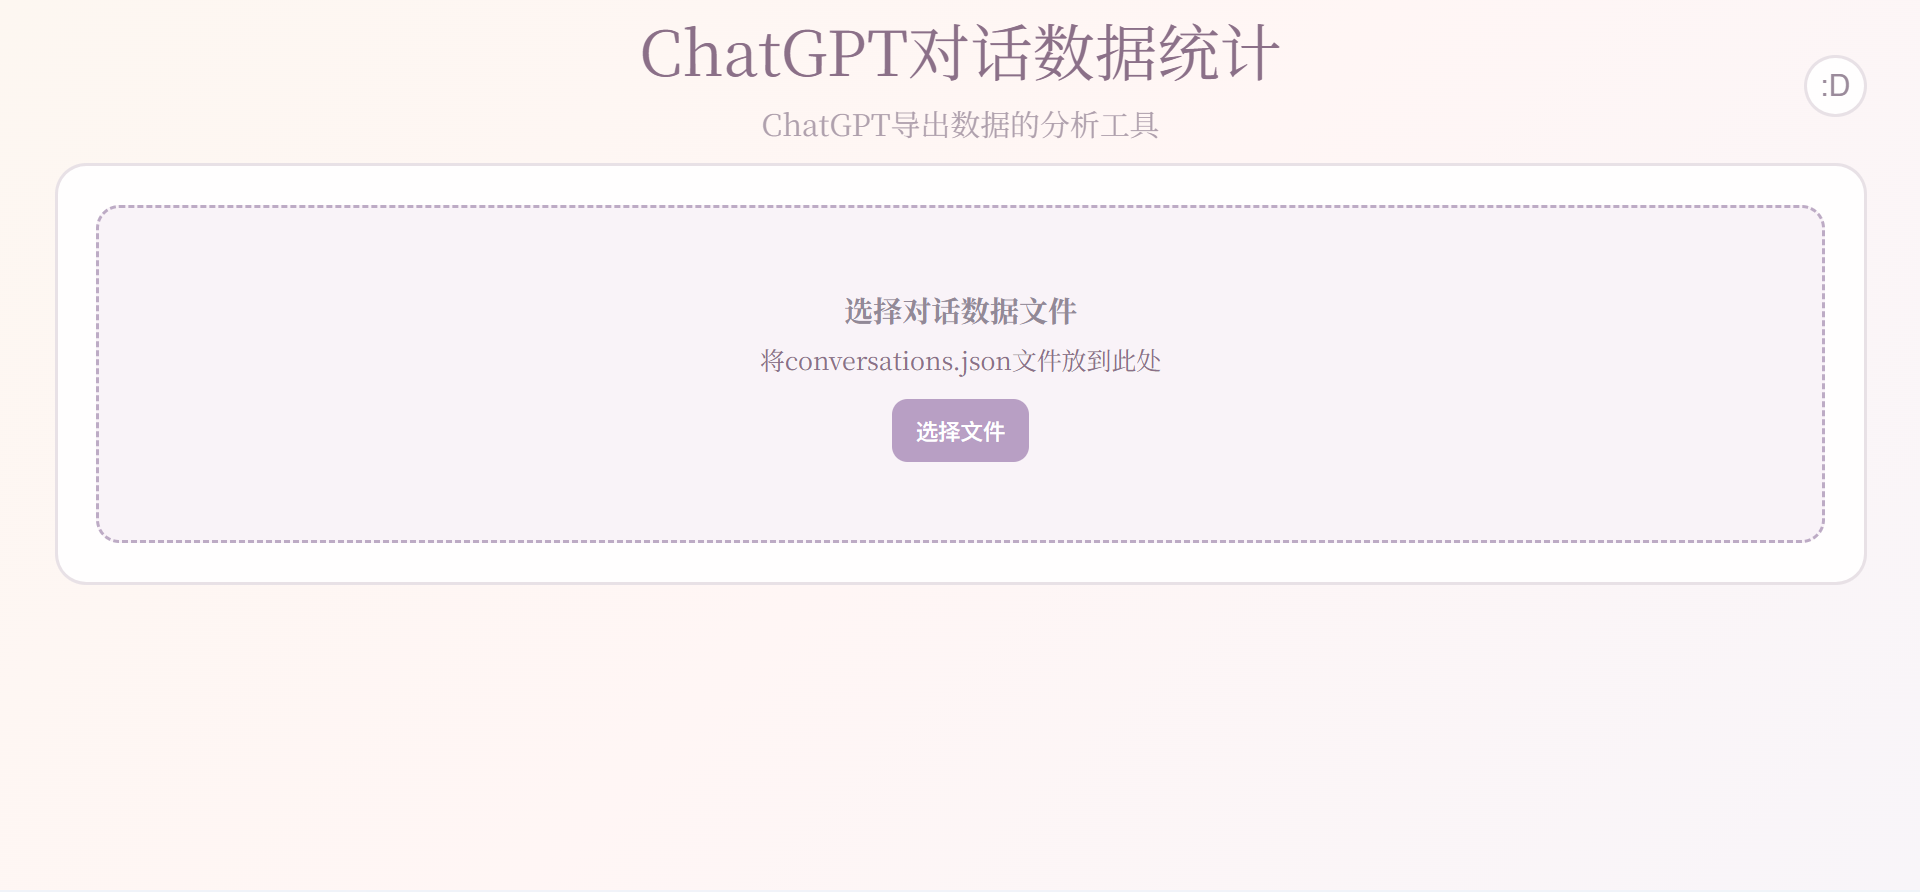 ChatGPT对话数据统计
:D
ChatGPT导出数据的分析工具
选择对话数据文件
将conversations.json文件放到此处
选择文件